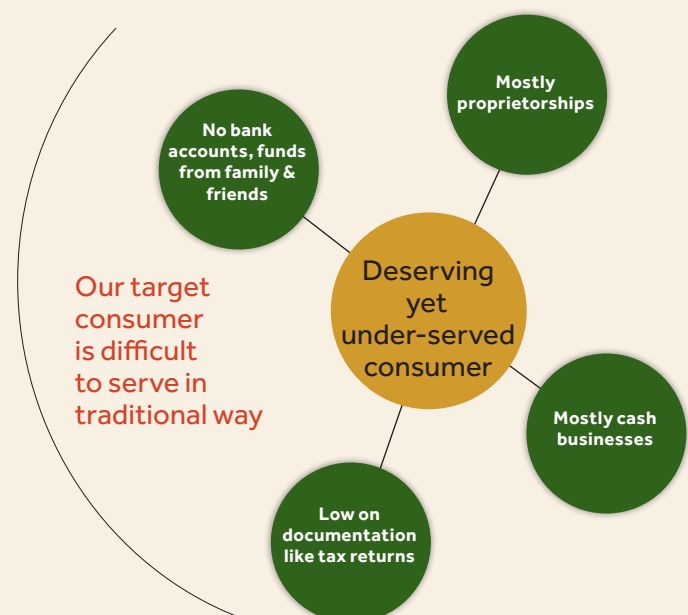 Mostly
proprietorships
No bank
accounts, funds
from family &
friends
Deserving
yet
under-served
consumer
Our target
consumer
is difficult
to serve in
traditional way
Mostly cash
businesses
Low on
documentation
like tax returns